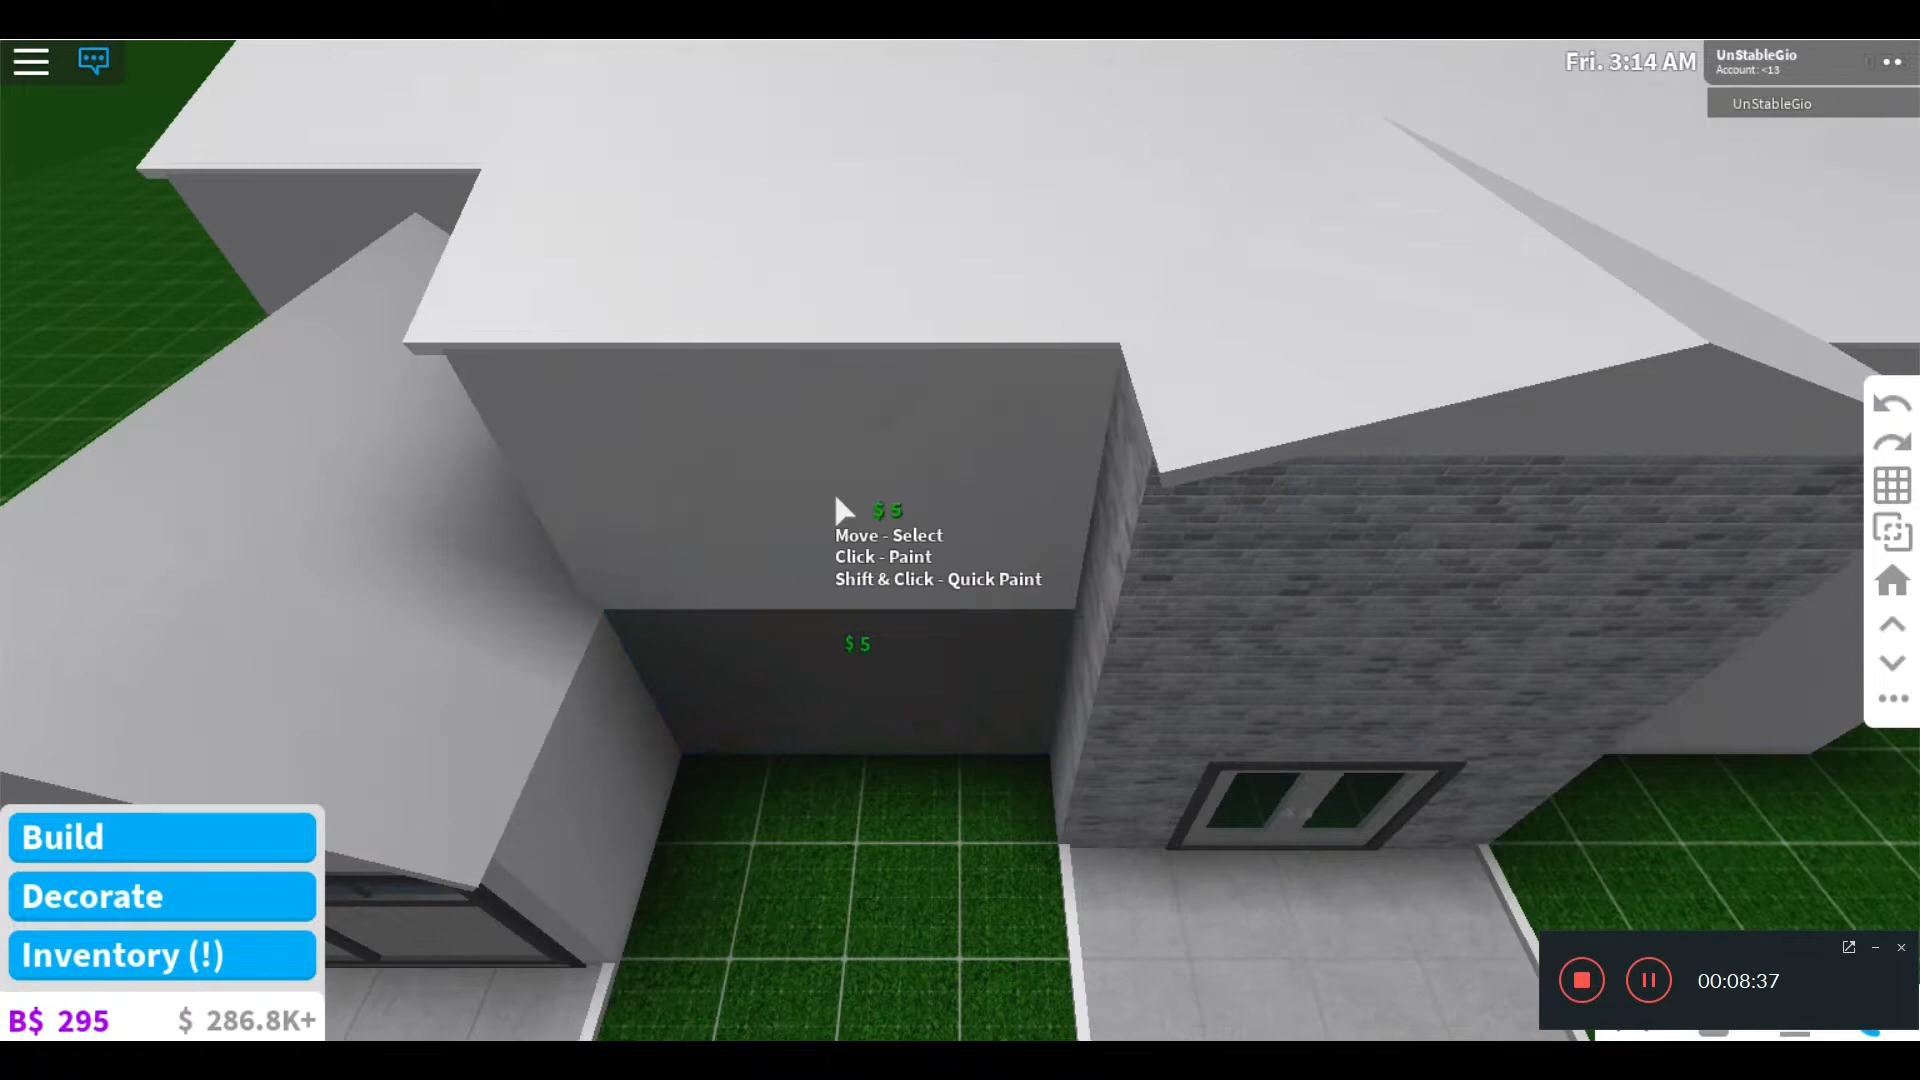 Fri. 3:14 AM
UnStableGio
Account: <13
UnStableGio
$ 5
Move - Select
Click - Paint
Shift & Click - Quick Paint
$ 5
Build
Decorate
Inventory (!)
B$ 295
$ 286.8K+
00:08:37